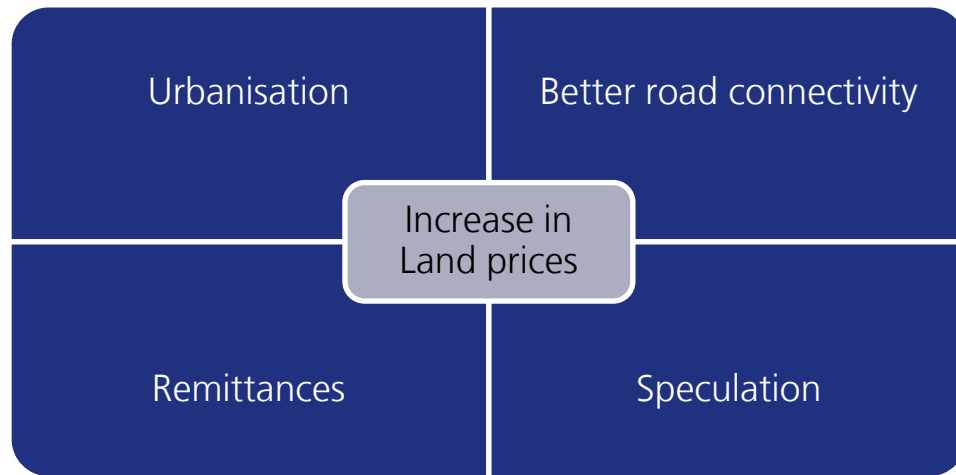 Urbanisation
Better road connectivity
Increase in
Land prices
Remittances
Speculation